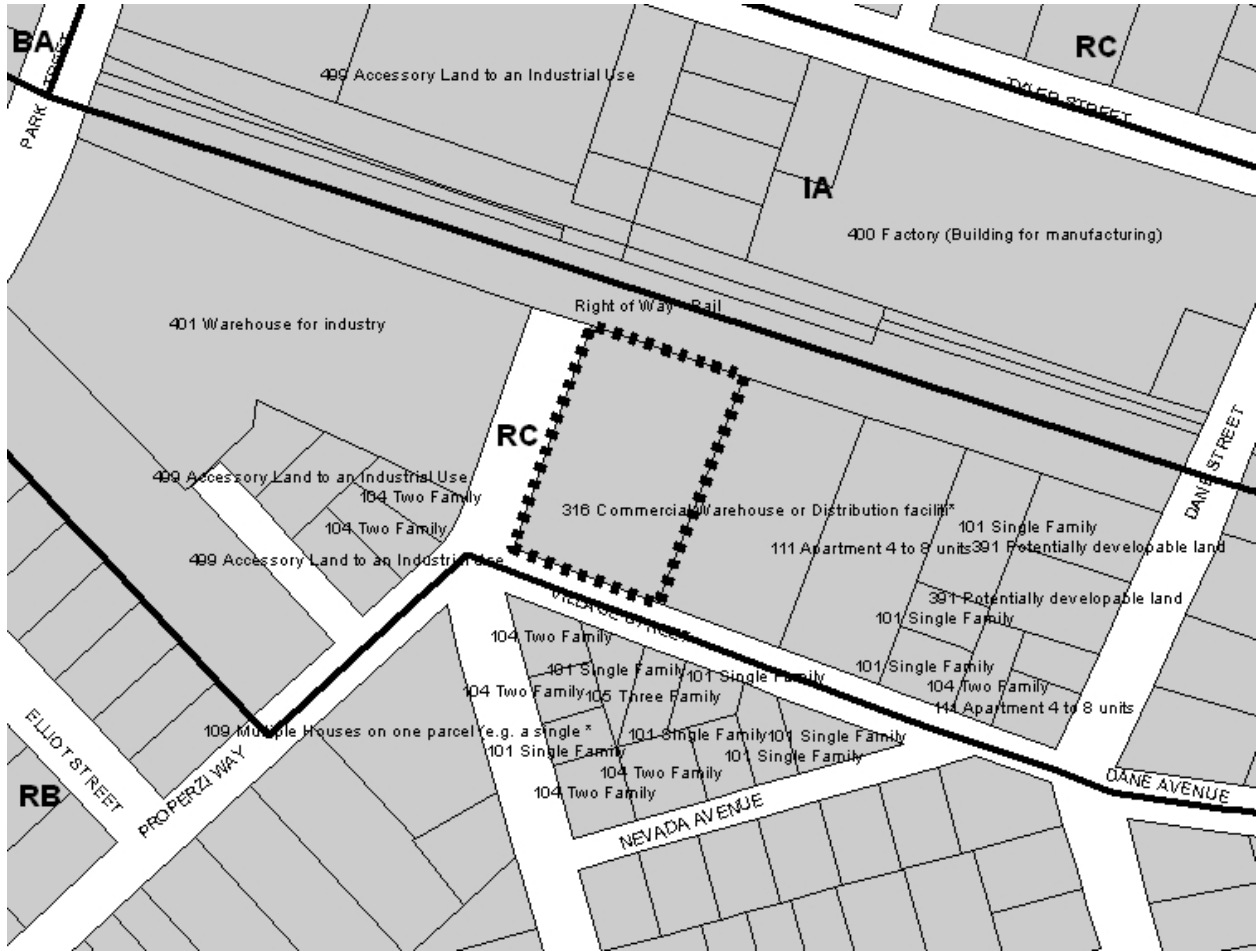 BA
RC
PARK STREET
499 Accessory Land to an Industrial Use
TYLER STREET
IA
400 Factory (Building for manufacturing)
Right of Way - Rail
401 Warehouse for industry
RC
DANE STREET
499 Accessory Land to an Industrial Use
104 Two Family
104 Two Family
499 Accessory Land to an Industrial Use
316 Commercial Warehouse or Distribution faciliti*
101 Single Family
111 Apartment 4 to 8 units
391 Potentially developable land
391 Potentially developable land
101 Single Family
VILLAGE STREET
104 Two Family
101 Single Family
101 Single Family
101 Single Family
104 Two Family
105 Three Family
104 Two Family
111 Apartment 4 to 8 units
109 Multiple Houses on one parcel (e.g. a single *
101 Single Family
101 Single Family
101 Single Family
101 Single Family
104 Two Family
104 Two Family
ELLIOT STREET
PROPERZI WAY
RB
NEVADA AVENUE
DANE AVENUE